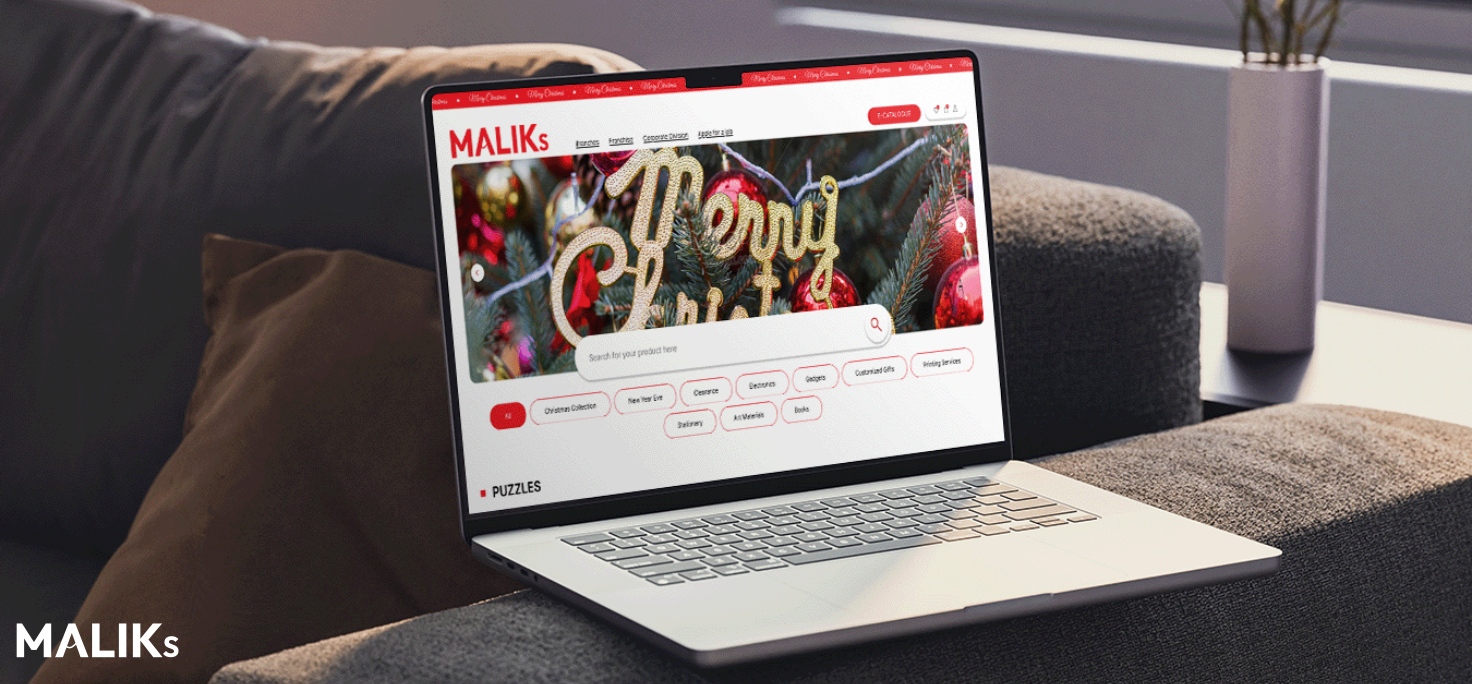 Merry Christmas • Merry Christmas • Merry Christmas • Merry Christmas
Merry Christmas • Merry Christmas • Merry Christmas • Merry Christmas
MALIKs
Branches Franchise Corporate Division Apply for a job
E-CATALOGUE
Merry
Christ
Search for your product here
All Christmas Collection New Year Eve Clearance Electronics Gadgets Customized Gifts Printing Services
Stationery Art Materials Books
PUZZLES
MALIKs